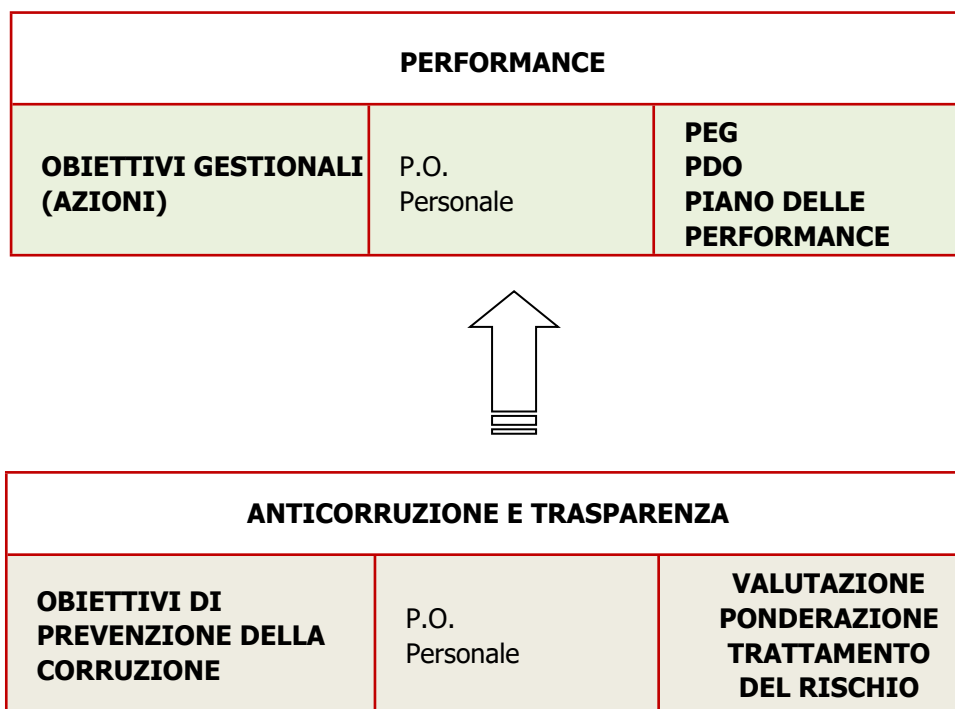 PERFORMANCE
OBIETTIVI GESTIONALI
(AZIONI)
P.O.
Personale
PEG
PDO
PIANO DELLE
PERFORMANCE
ANTICORRUZIONE E TRASPARENZA
OBIETTIVI DI
PREVENZIONE DELLA
CORRUZIONE
P.O.
Personale
VALUTAZIONE
PONDERAZIONE
TRATTAMENTO
DEL RISCHIO